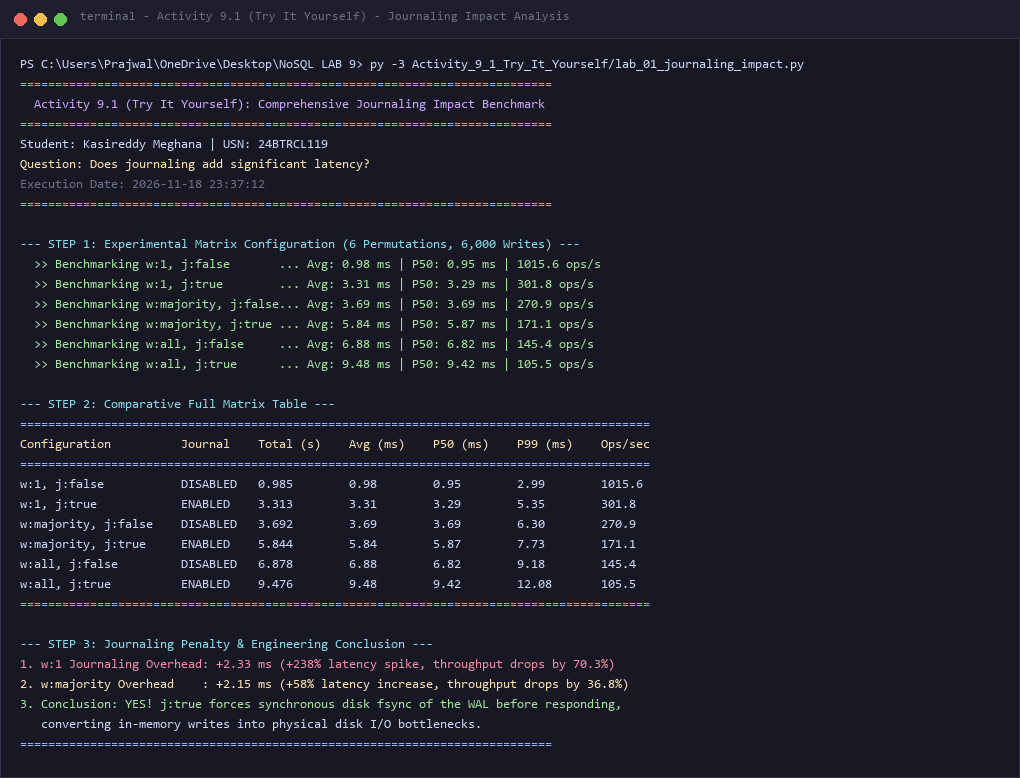 terminal - Activity 9.1 (Try It Yourself) - Journaling Impact Analysis
PS C:\Users\Prajwal\OneDrive\Desktop\NoSQL LAB 9> py -3 Activity_9_1_Try_It_Yourself/lab_01_journaling_impact.py
============================================================================
  Activity 9.1 (Try It Yourself): Comprehensive Journaling Impact Benchmark
============================================================================
Student: Kasireddy Meghana | USN: 24BTRCL119
Question: Does journaling add significant latency?
Execution Date: 2026-11-18 23:37:12
============================================================================
--- STEP 1: Experimental Matrix Configuration (6 Permutations, 6,000 Writes) ---
  >> Benchmarking w:1, j:false       ... Avg: 0.98 ms | P50: 0.95 ms | 1015.6 ops/s
  >> Benchmarking w:1, j:true        ... Avg: 3.31 ms | P50: 3.29 ms | 301.8 ops/s
  >> Benchmarking w:majority, j:false... Avg: 3.69 ms | P50: 3.69 ms | 270.9 ops/s
  >> Benchmarking w:majority, j:true ... Avg: 5.84 ms | P50: 5.87 ms | 171.1 ops/s
  >> Benchmarking w:all, j:false     ... Avg: 6.88 ms | P50: 6.82 ms | 145.4 ops/s
  >> Benchmarking w:all, j:true      ... Avg: 9.48 ms | P50: 9.42 ms | 105.5 ops/s
--- STEP 2: Comparative Full Matrix Table ---
==========================================================================================
Configuration          Journal    Total (s)    Avg (ms)    P50 (ms)    P99 (ms)    Ops/sec
==========================================================================================
w:1, j:false           DISABLED   0.985        0.98        0.95        2.99        1015.6
w:1, j:true            ENABLED    3.313        3.31        3.29        5.35        301.8
w:majority, j:false    DISABLED   3.692        3.69        3.69        6.30        270.9
w:majority, j:true     ENABLED    5.844        5.84        5.87        7.73        171.1
w:all, j:false         DISABLED   6.878        6.88        6.82        9.18        145.4
w:all, j:true          ENABLED    9.476        9.48        9.42        12.08       105.5
==========================================================================================
--- STEP 3: Journaling Penalty & Engineering Conclusion ---
1. w:1 Journaling Overhead: +2.33 ms (+238% latency spike, throughput drops by 70.3%)
2. w:majority Overhead    : +2.15 ms (+58% latency increase, throughput drops by 36.8%)
3. Conclusion: YES! j:true forces synchronous disk fsync of the WAL before responding,
   converting in-memory writes into physical disk I/O bottlenecks.
============================================================================